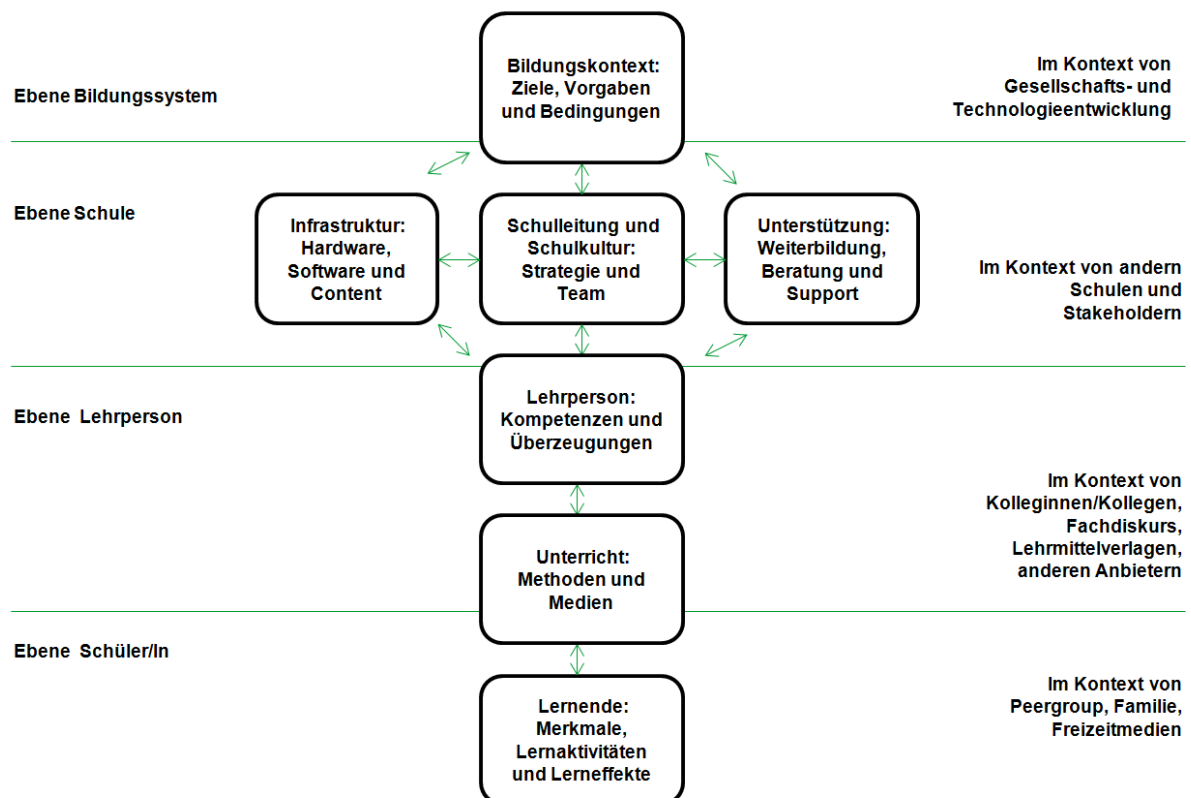 Bildungskontext:
Ziele, Vorgaben
und Bedingungen
Ebene Bildungssystem
Im Kontext von
Gesellschafts- und
Technologieentwicklung
Ebene Schule
Infrastruktur:
Hardware,
Software und
Content
Schulleitung und
Schulkultur:
Strategie und
Team
Unterstützung:
Weiterbildung,
Beratung und
Support
Im Kontext von andern
Schulen und
Stakeholdern
Ebene Lehrperson
Lehrperson:
Kompetenzen und
Überzeugungen
Im Kontext von
Kolleginnen/Kollegen,
Fachdiskurs,
Lehrmittelverlagen,
anderen Anbietern
Unterricht:
Methoden und
Medien
Ebene Schüler/In
Lernende:
Merkmale,
Lernaktivitäten
und Lerneffekte
Im Kontext von
Peergroup, Familie,
Freizeitmedien